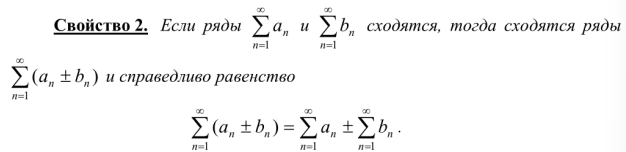 Свойство 2. Если ряды $\sum_{n=1}^{\infty} a_n$ и $\sum_{n=1}^{\infty} b_n$ сходятся, тогда сходятся ряды
$\sum_{n=1}^{\infty} (a_n \pm b_n)$ и справедливо равенство
$\sum_{n=1}^{\infty} (a_n \pm b_n) = \sum_{n=1}^{\infty} a_n \pm \sum_{n=1}^{\infty} b_n .$